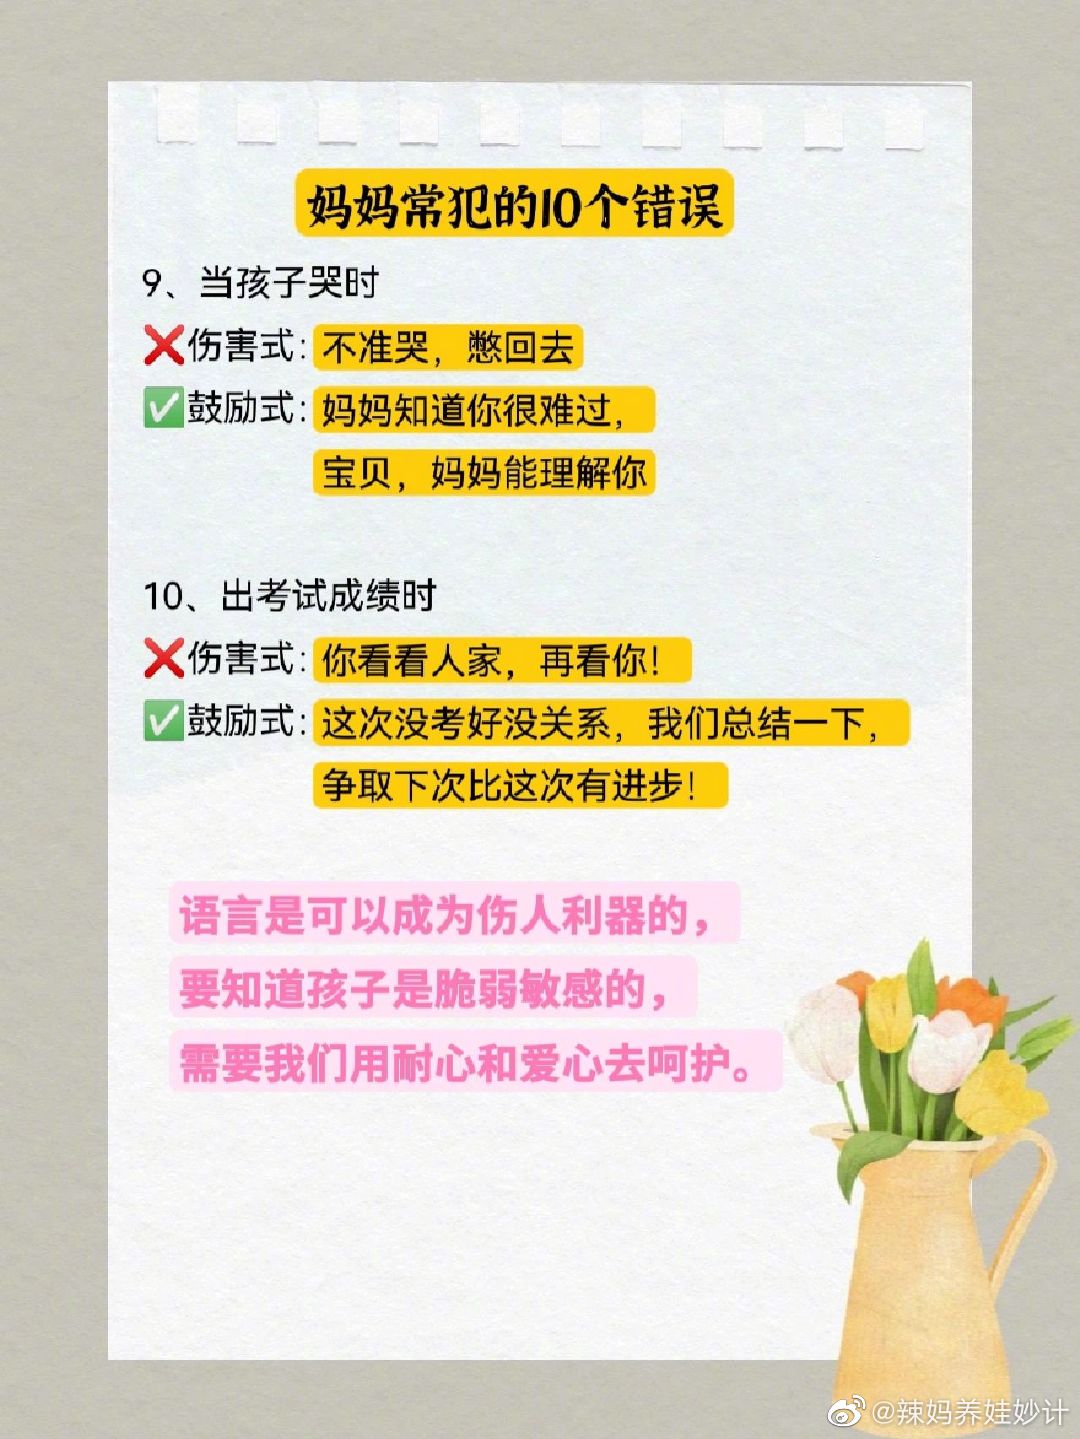 妈妈常犯的10个错误
9、当孩子哭时
❌伤害式：不准哭，憋回去
✅鼓励式：妈妈知道你很难过，
宝贝，妈妈能理解你
10、出考试成绩时
❌伤害式：你看看人家，再看你！
✅鼓励式：这次没考好没关系，我们总结一下，
争取下次比这次有进步！
语言是可以成为伤人利器的，
要知道孩子是脆弱敏感的，
需要我们用耐心和爱心去呵护。
@辣妈养娃妙计